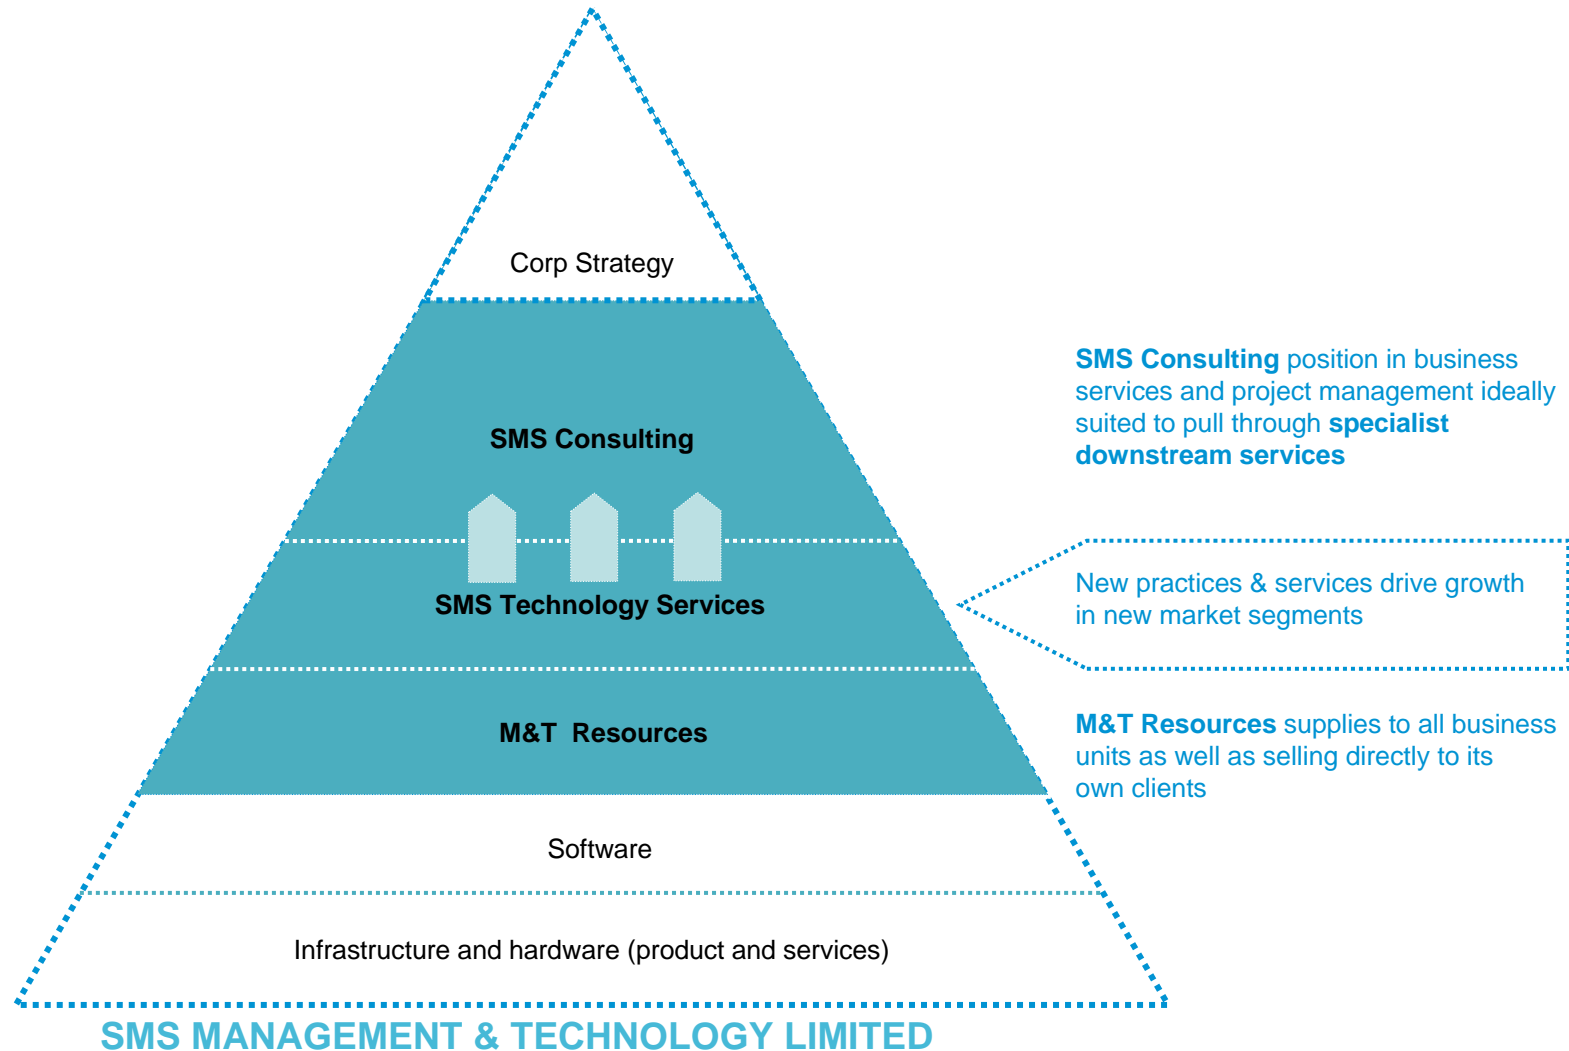 Corp Strategy
SMS Consulting
SMS Technology Services
M&T Resources
Software
Infrastructure and hardware (product and services)
SMS Consulting position in business
services and project management ideally
suited to pull through specialist
downstream services
New practices & services drive growth
in new market segments
M&T Resources supplies to all business
units as well as selling directly to its
own clients
SMS MANAGEMENT & TECHNOLOGY LIMITED